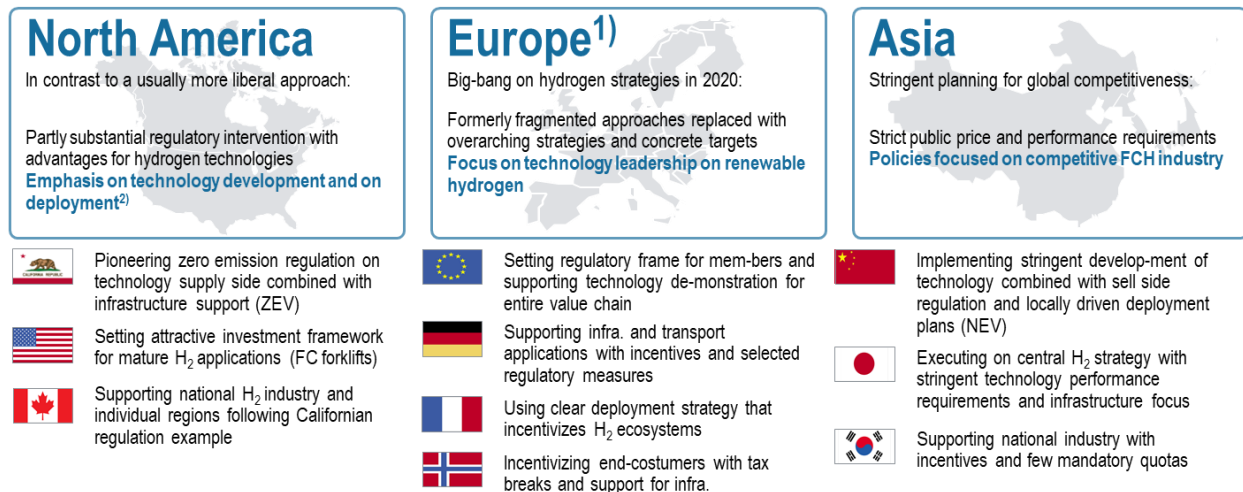 North America
In contrast to a usually more liberal approach:
Partly substantial regulatory intervention with
advantages for hydrogen technologies
Emphasis on technology development and on
deployment2)
CALIFORNIA REPUBLIC
Pioneering zero emission regulation on
technology supply side combined with
infrastructure support (ZEV)
Setting attractive investment framework
for mature H2 applications (FC forklifts)
Supporting national H2 industry and
individual regions following Californian
regulation example
Europe1)
Big-bang on hydrogen strategies in 2020:
Formerly fragmented approaches replaced with
overarching strategies and concrete targets
Focus on technology leadership on renewable
hydrogen
Setting regulatory frame for mem-bers and
supporting technology de-monstration for
entire value chain
Supporting infra. and transport
applications with incentives and selected
regulatory measures
Using clear deployment strategy that
incentivizes H2 ecosystems
Incentivizing end-costumers with tax
breaks and support for infra.
Asia
Stringent planning for global competitiveness:
Strict public price and performance requirements
Policies focused on competitive FCH industry
Implementing stringent develop-ment of
technology combined with sell side
regulation and locally driven deployment
plans (NEV)
Executing on central H2 strategy with
stringent technology performance
requirements and infrastructure focus
Supporting national industry with
incentives and few mandatory quotas